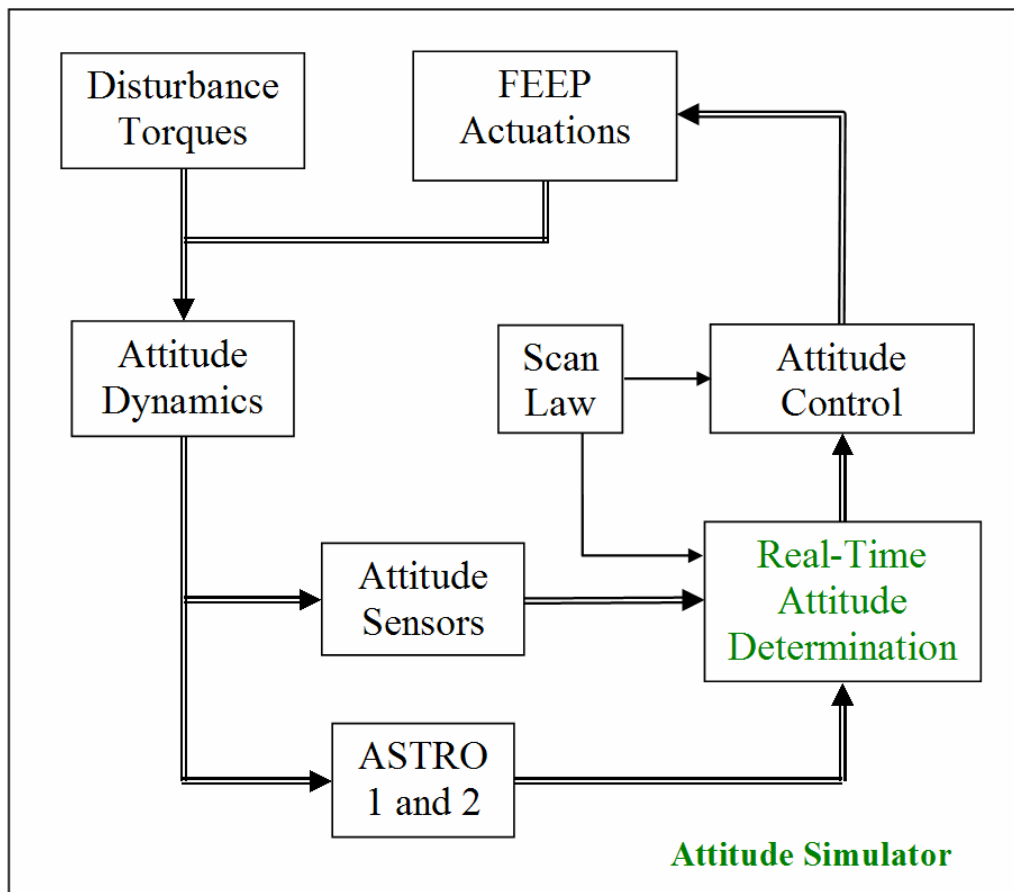 Disturbance
Torques
FEEP
Actuations
Attitude
Dynamics
Scan
Law
Attitude
Control
Attitude
Sensors
Real-Time
Attitude
Determination
ASTRO
1 and 2
Attitude Simulator